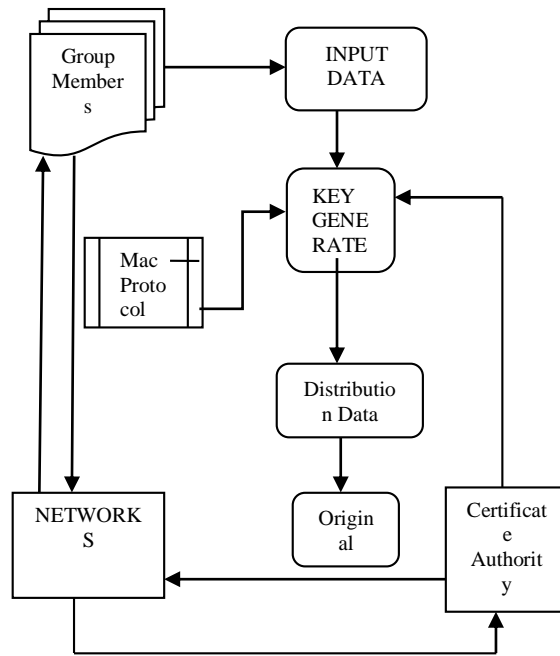 Group
Member
s
INPUT
DATA
KEY
GENE
RATE
Mac
Proto
col
Distributio
n Data
NETWORK
S
Origin
al
Certificat
e
Authorit
y